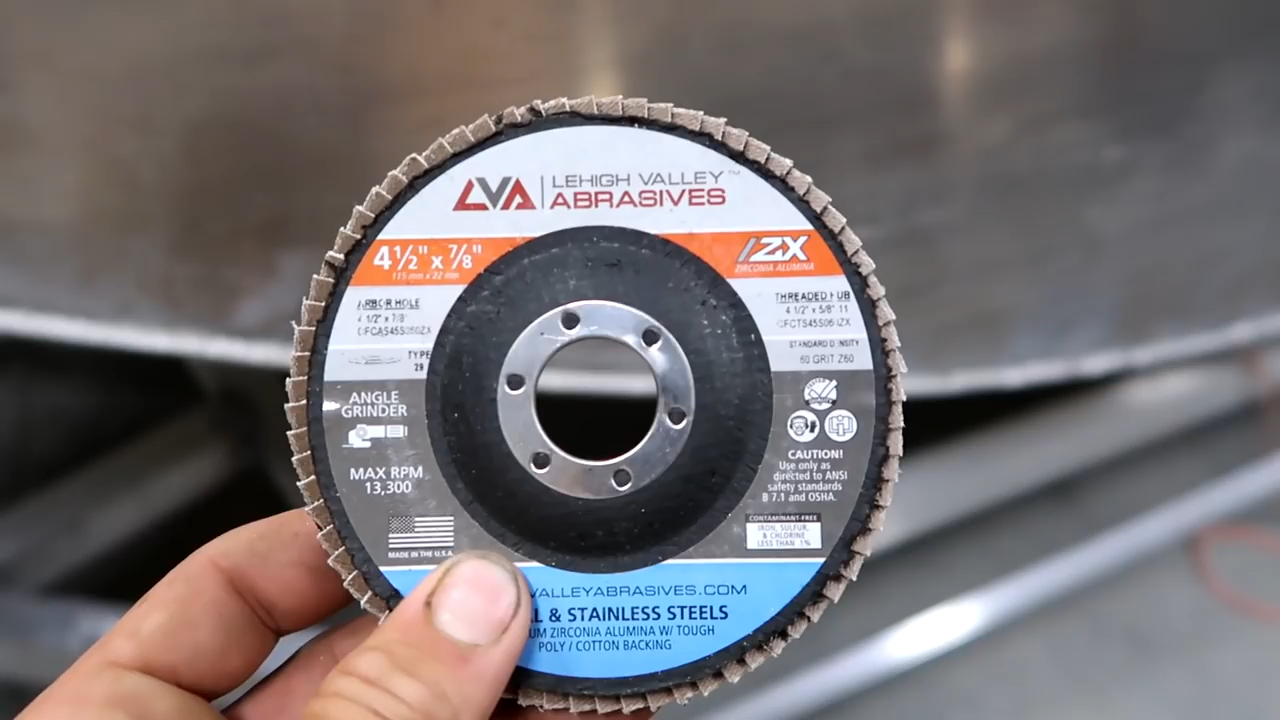 LVA
LEHIGH VALLEY™
ABRASIVES
4½" x ⅞"
115 mm x 22 mm
ZX
ZIRCONIA ALUMINA
ARBOR HOLE
4 1/2" x 7/8"
TYPE
29
THREADED HUB
4 1/2" x 5/8" 11
STANDARD DENSITY
60 GRIT Z60
ANGLE
GRINDER
MAX RPM
13,300
MADE IN THE U.S.A.
CAUTION!
Use only as
directed to ANSI
safety standards
B 7.1 and OSHA.
CONTAMINANT-FREE
IRON, SULFUR,
& CHLORINE
LESS THAN .1%
VALLEYABRASIVES.COM
L & STAINLESS STEELS
UM ZIRCONIA ALUMINA W/ TOUGH
POLY / COTTON BACKING